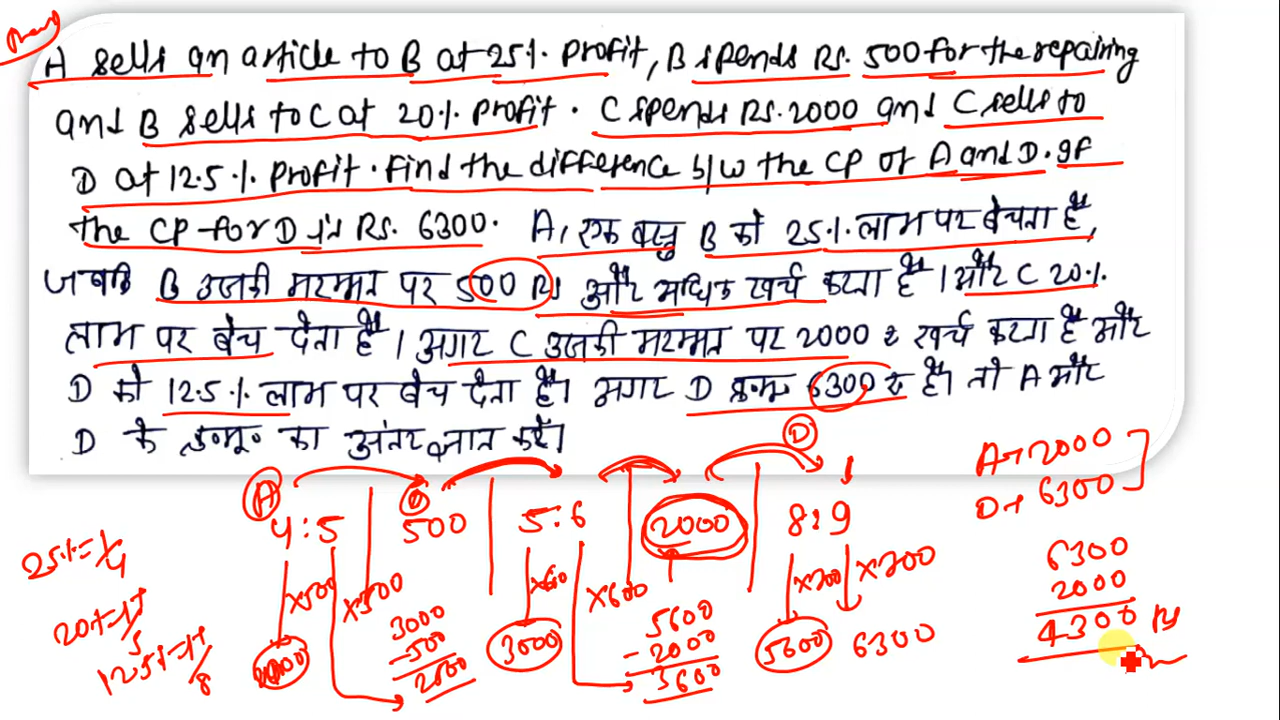 A sells an article to B at 25%. Profit, B spends Rs. 500 for the repairing
and B sells to C at 20%. Profit. C spends Rs. 2000 and C sells to
D at 12.5%. Profit. Find the difference b/w the CP of A and D. If
the CP for D is Rs. 6300. A, एक वस्तु B को 25%. लाभ पर बेचता है,
जबकि B उसकी मरम्मत पर 500 Rs और अधिक खर्च करता है। और C 20%.
लाभ पर बेच देता है। अगर C उसकी मरम्मत पर 2000 ₹ खर्च करता है और
D को 12.5%. लाभ पर बेच देता है। अगर D क्र०मू० 6300 ₹ है। तो A और
D के क्र०मू० का अंतर ज्ञात करें।
A D
4:5 500 5:6 2000 8:9
A→2000
D→6300
25%=1/4
×500 ×500 ×600 ×600 ×700 ×700
20%=1/5
12.5%=1/8
3000
-500
2500
3000
5600
-2000
3600
5600 6300
6300
2000
4300 Rs